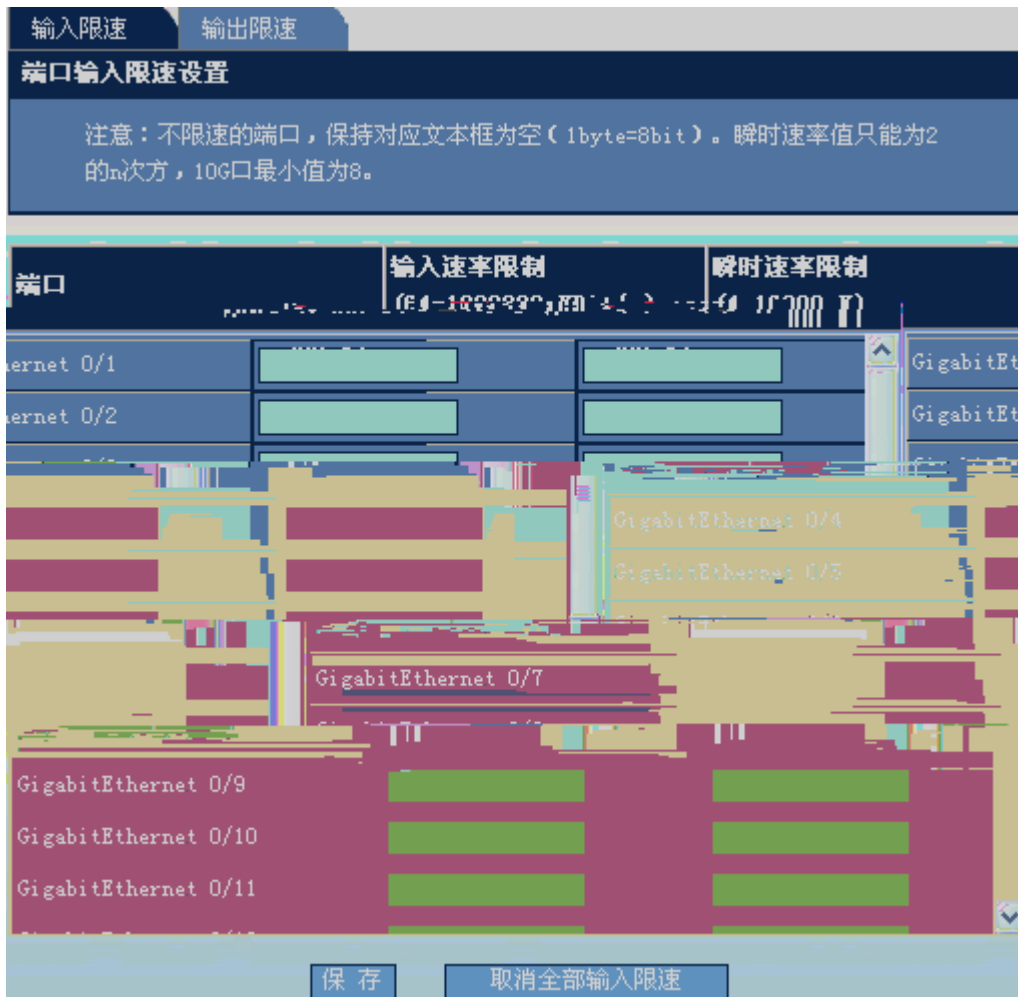 输入限速 输出限速
端口输入限速设置
注意：不限速的端口，保持对应文本框为空（1byte=8bit）。瞬时速率值只能为2
的n次方，10G口最小值为8。
端口 输入速率限制 瞬时速率限制
ernet 0/1 GigabitEt
ernet 0/2 GigabitEt
GigabitEthernet 0/4
GigabitEthernet 0/5
GigabitEthernet 0/7
GigabitEthernet 0/9
GigabitEthernet 0/10
GigabitEthernet 0/11
保 存 取消全部输入限速